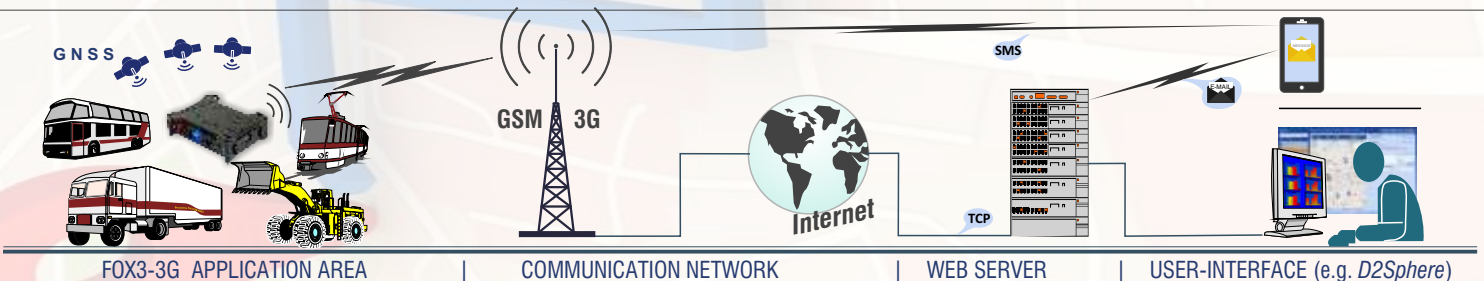 GNSS
SMS
E-MAIL
GSM 3G
Internet
TCP
FOX3-3G APPLICATION AREA | COMMUNICATION NETWORK | WEB SERVER | USER-INTERFACE (e.g. D2Sphere)